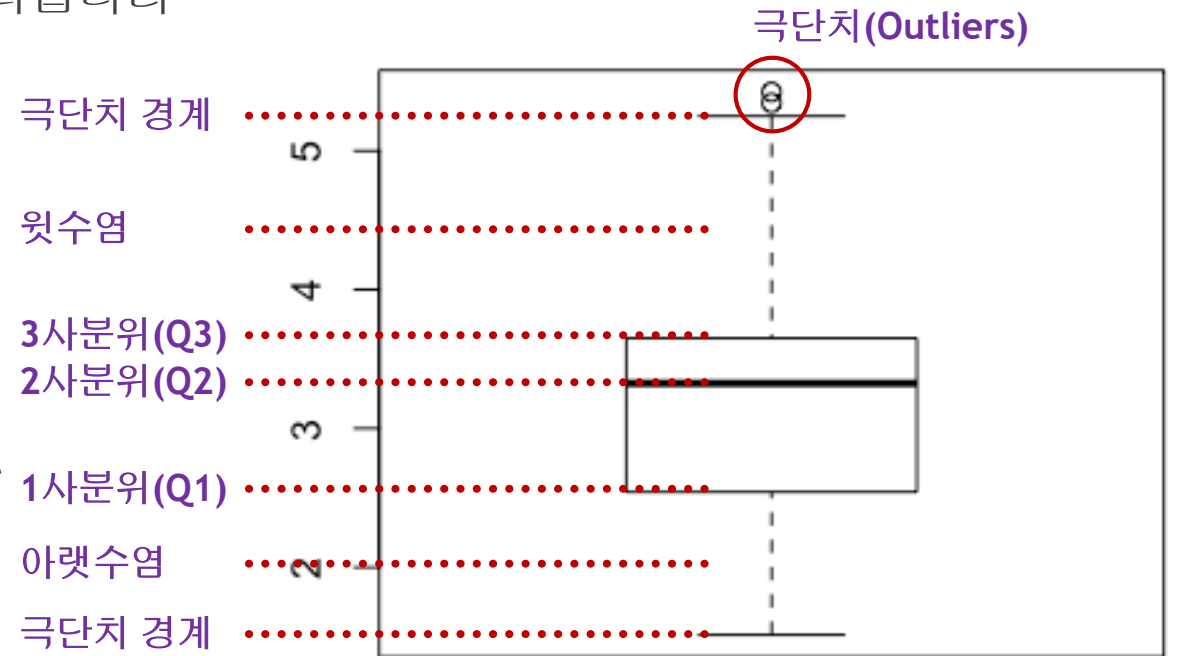 극단치(Outliers)
극단치 경계
5
윗수염
4
3사분위(Q3)
2사분위(Q2)
3
1사분위(Q1)
아랫수염
2
극단치 경계